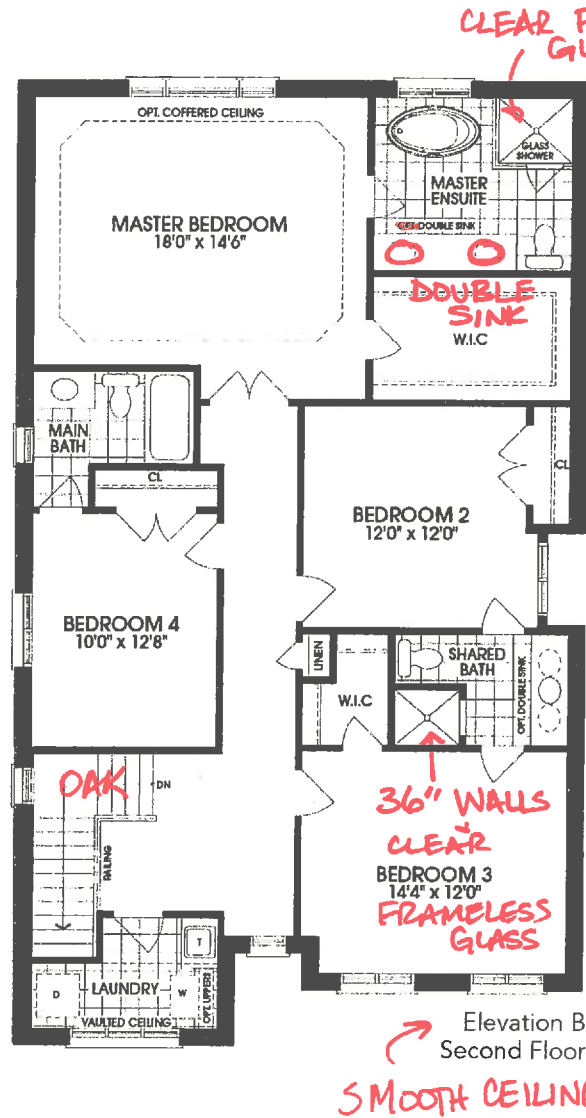 CLEAR
OPT. COFFERED CEILING
D
GLASS
SHOWER
MASTER
ENSUITE
MASTER BEDROOM
18'0" x 14'6"
OPT. DOUBLE SINK
DOUBLE
SINK
W.I.C
MAIN
BATH
CL
CL
BEDROOM 2
12'0" x 12'0"
BEDROOM 4
10'0" x 12'8"
LINEN
SHARED
BATH
OPT. DOUBLE SINK
W.I.C
OAK
DN
RAILING
36" WALLS
&
CLEAR
BEDROOM 3
14'4" x 12'0"
FRAMELESS
GLASS
T
LAUNDRY
D
W
OPT. UPPERS
VAULTED CEILING
Elevation B
Second Floor
SMOOTH